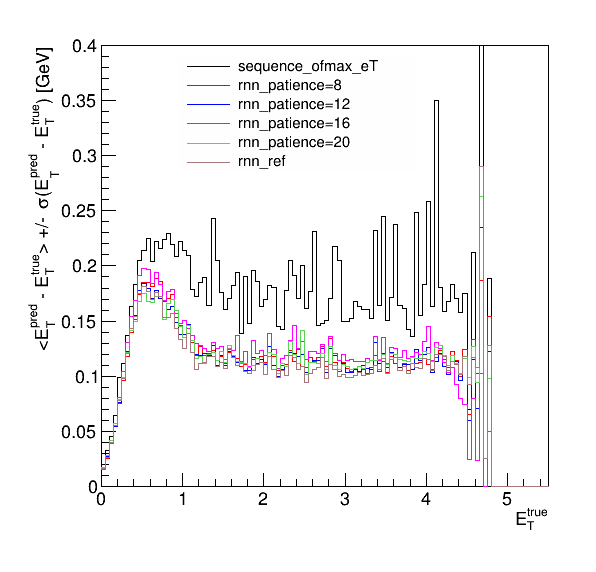 <E_T^pred - E_T^true> +/- σ(E_T^pred - E_T^true) [GeV]
0.4
0.35
0.3
0.25
0.2
0.15
0.1
0.05
0
sequence_ofmax_eT
rnn_patience=8
rnn_patience=12
rnn_patience=16
rnn_patience=20
rnn_ref
0 1 2 3 4 5
E_T^true